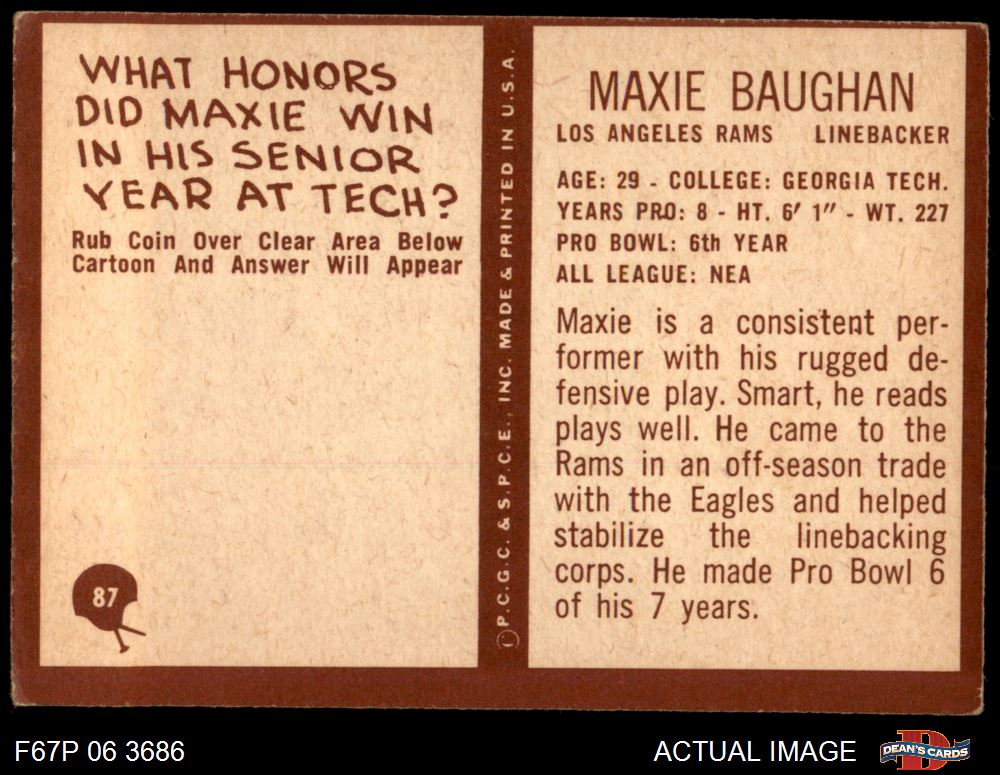 WHAT HONORS
DID MAXIE WIN
IN HIS SENIOR
YEAR AT TECH?
Rub Coin Over Clear Area Below
Cartoon And Answer Will Appear
87
© P.C.G.C. & S.P.C.E., INC. MADE & PRINTED IN U.S.A.
MAXIE BAUGHAN
LOS ANGELES RAMS LINEBACKER
AGE: 29 - COLLEGE: GEORGIA TECH.
YEARS PRO: 8 - HT. 6′ 1″ - WT. 227
PRO BOWL: 6th YEAR
ALL LEAGUE: NEA
Maxie is a consistent per-
former with his rugged de-
fensive play. Smart, he reads
plays well. He came to the
Rams in an off-season trade
with the Eagles and helped
stabilize the linebacking
corps. He made Pro Bowl 6
of his 7 years.
F67P 06 3686
ACTUAL IMAGE
D
DEAN'S CARDS